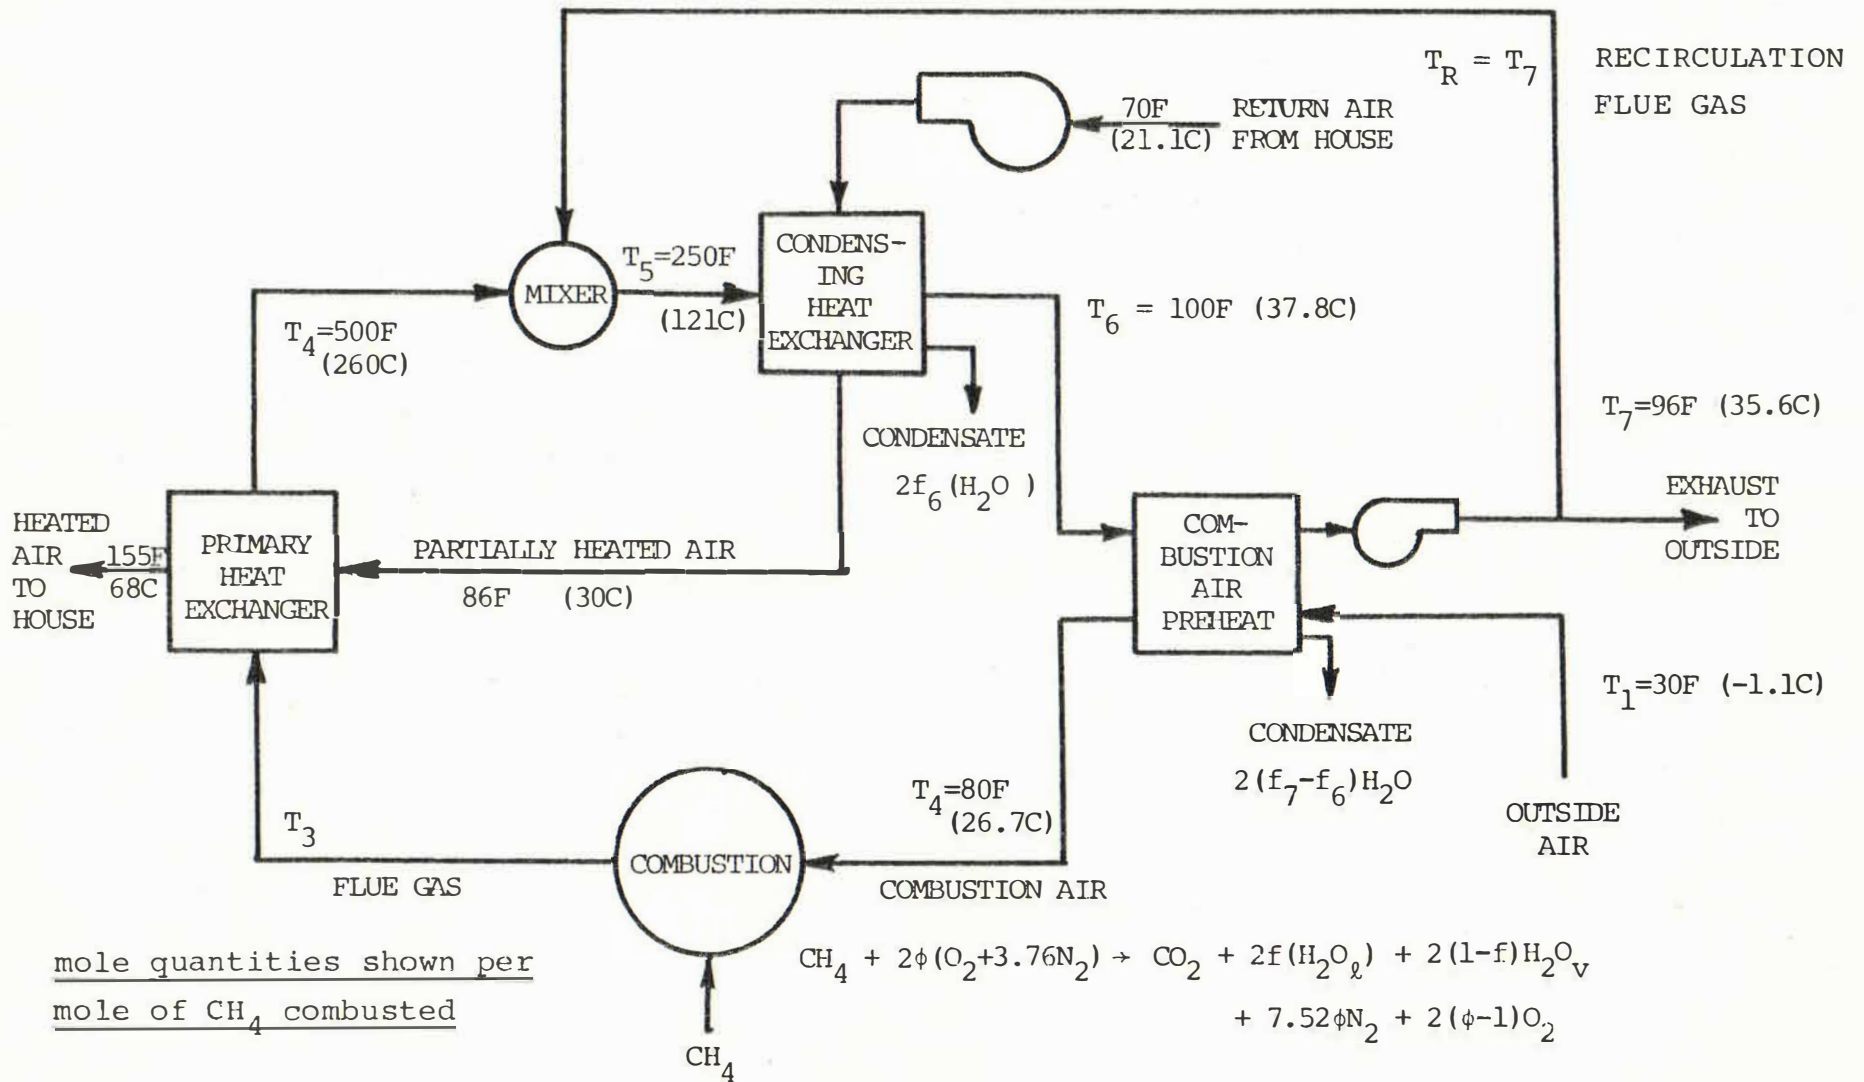 T_R = T_7
RECIRCULATION
FLUE GAS
70F
(21.1C)
RETURN AIR
FROM HOUSE
CONDENS-
ING
HEAT
EXCHANGER
MIXER
T_5=250F
(121C)
T_4=500F
(260C)
T_6 = 100F (37.8C)
CONDENSATE
2f_6(H_2O )
T_7=96F (35.6C)
EXHAUST
TO
OUTSIDE
COM-
BUSTION
AIR
PREHEAT
HEATED
AIR
TO
HOUSE
155F
68C
PRIMARY
HEAT
EXCHANGER
PARTIALLY HEATED AIR
86F (30C)
T_1=30F (-1.1C)
CONDENSATE
2(f_7-f_6)H_2O
OUTSIDE
AIR
T_4=80F
(26.7C)
T_3
COMBUSTION
FLUE GAS
COMBUSTION AIR
CH_4 + 2ϕ(O_2+3.76N_2) → CO_2 + 2f(H_2O_ℓ) + 2(1-f)H_2O_V
+ 7.52ϕN_2 + 2(ϕ-1)O_2
mole quantities shown per
mole of CH_4 combusted
CH_4